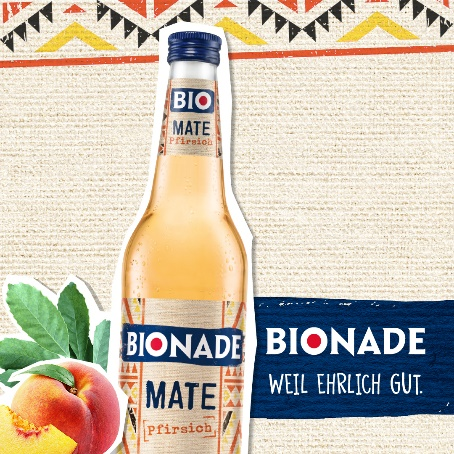 BIO
MATE
Pfirsich
BIONADE
MATE
Pfirsich
BIONADE
WEIL EHRLICH GUT.